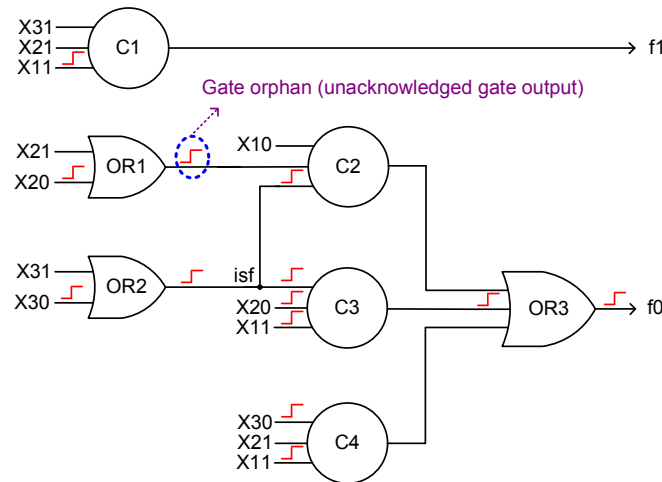 X31
X21
X11
C1
f1
Gate orphan (unacknowledged gate output)
X21
X20
OR1
X10
C2
X31
X30
OR2
isf
X20
X11
C3
OR3
f0
X30
X21
X11
C4